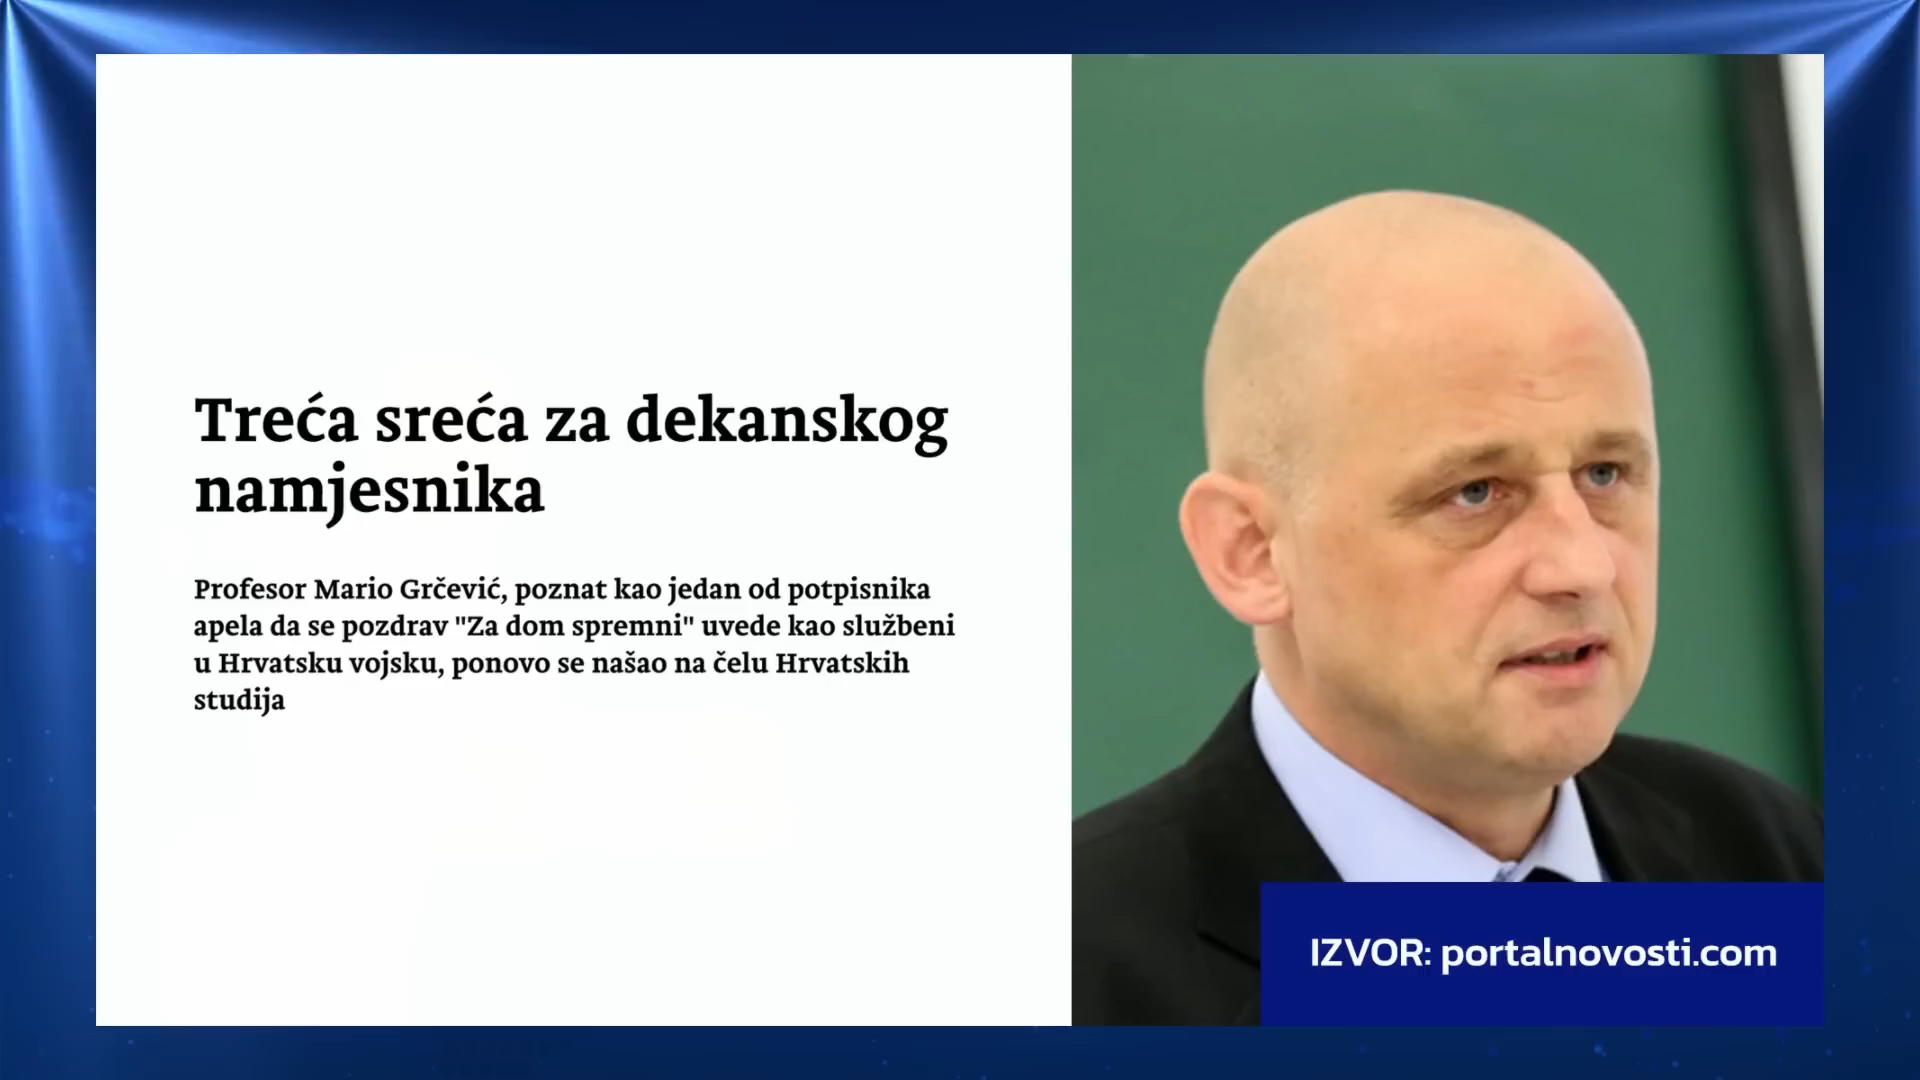 Treća sreća za dekanskog
namjesnika
Profesor Mario Grčević, poznat kao jedan od potpisnika
apela da se pozdrav "Za dom spremni" uvede kao službeni
u Hrvatsku vojsku, ponovo se našao na čelu Hrvatskih
studija
IZVOR: portalnovosti.com